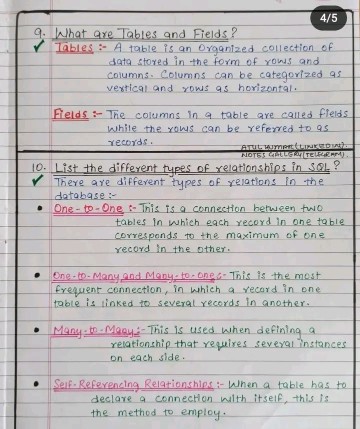 4/5
9. What are Tables and Fields?
Tables :- A table is an organized collection of
data stored in the form of rows and
columns. Columns can be categorized as
vertical and rows as horizontal.
Fields :- The columns in a table are called fields
while the rows can be referred to as
records.
ATUL KUMAR (LINKEDIN).
NOTES GALLERY (TELEGRAM).
10. List the different types of relationships in SQL?
There are different types of relations in the
database :-
One-to-One :- This is a connection between two
tables in which each record in one table
corresponds to the maximum of one
record in the other.
One-to-Many and Many-to-One :- This is the most
frequent connection, in which a record in one
table is linked to several records in another.
Many-to-Many :- This is used when defining a
relationship that requires several instances
on each side.
Self-Referencing Relationships :- When a table has to
declare a connection with itself, this is
the method to employ.